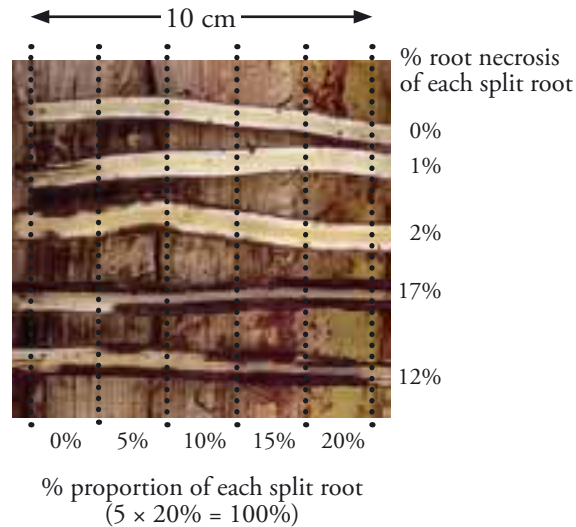 10 cm
% root necrosis
of each split root
0%
1%
2%
17%
12%
0% 5% 10% 15% 20%
% proportion of each split root
(5 × 20% = 100%)